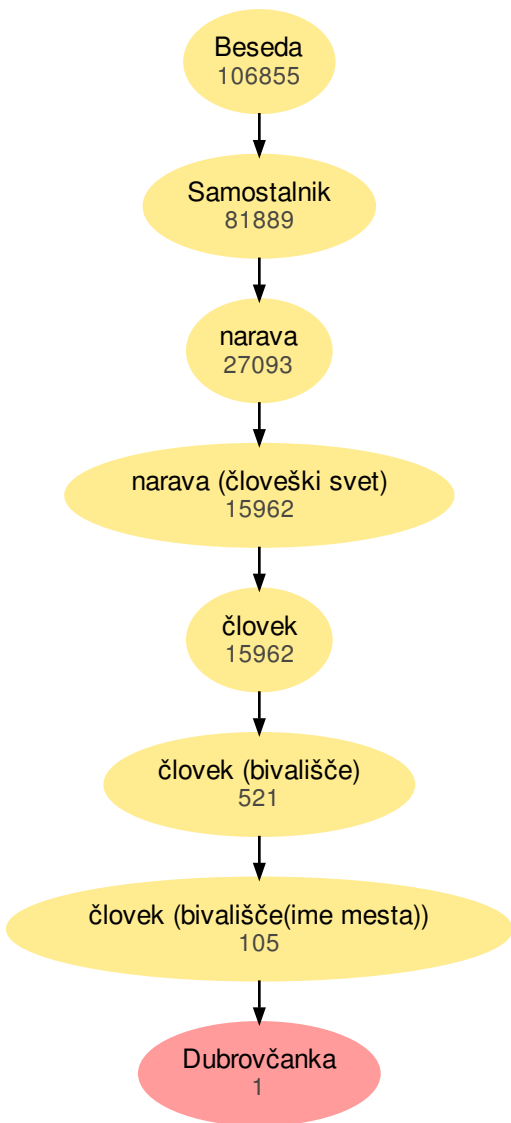 Beseda
106855
Samostalnik
81889
narava
27093
narava (človeški svet)
15962
človek
15962
človek (bivališče)
521
človek (bivališče(ime mesta))
105
Dubrovčanka
1